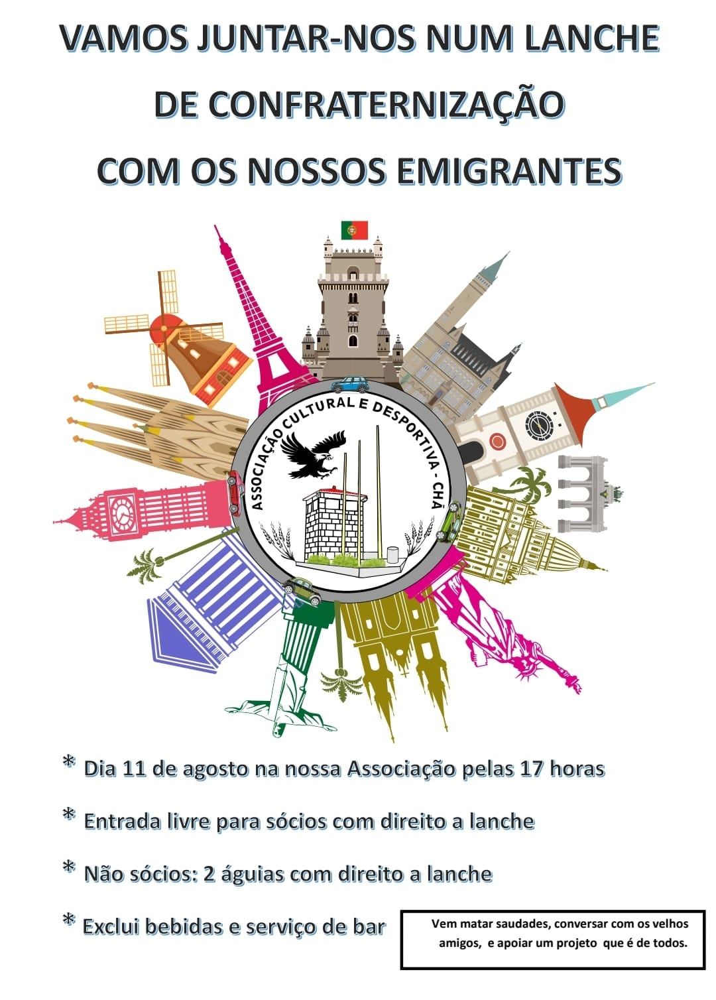 VAMOS JUNTAR-NOS NUM LANCHE
DE CONFRATERNIZAÇÃO
COM OS NOSSOS EMIGRANTES
ASSOCIAÇÃO CULTURAL E DESPORTIVA - CHÃ
* Dia 11 de agosto na nossa Associação pelas 17 horas
* Entrada livre para sócios com direito a lanche
* Não sócios: 2 águias com direito a lanche
* Exclui bebidas e serviço de bar
Vem matar saudades, conversar com os velhos
amigos, e apoiar um projeto que é de todos.